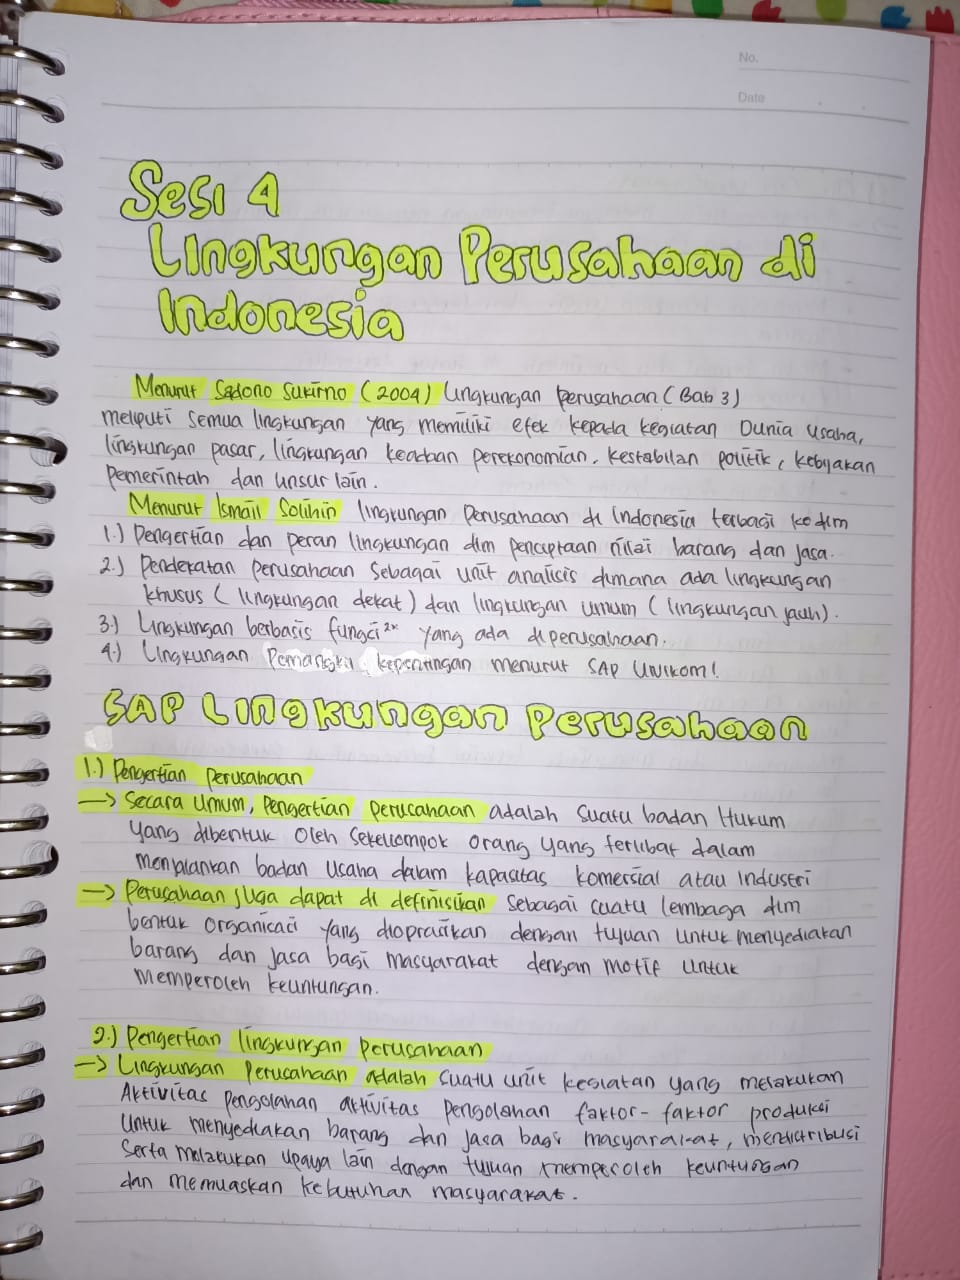 No.
Date
Sesi 4
Lingkungan Perusahaan di
Indonesia
Menurut Sadono Sukirno (2004) Lingkungan perusahaan (Bab 3)
meliputi semua lingkungan yang memiliki efek kepada kegiatan Dunia usaha,
lingkungan pasar, lingkungan keadaan perekonomian, kestabilan politik, kebijakan
pemerintah dan unsur lain.
Menurut Ismail Solihin lingkungan perusahaan di Indonesia terbagi ke dlm
1.) Pengertian dan peran lingkungan dlm penciptaan nilai barang dan jasa.
2.) Pendekatan perusahaan sebagai unit analisis dimana ada lingkungan
khusus (lingkungan dekat) dan lingkungan umum (lingkungan jauh).
3.) Lingkungan berbasis fungsi²ⁿ yang ada diperusahaan.
4.) Lingkungan Pemangku kepentingan menurut SAP UNIKOM!
SAP Lingkungan Perusahaan
1.) Pengertian perusahaan
→ Secara umum, Pengertian perusahaan adalah suatu badan Hukum
yang dibentuk oleh sekelompok orang yang terlibat dalam
menjalankan badan usaha dalam kapasitas komersial atau Industri
→ Perusahaan juga dapat di definisikan sebagai suatu lembaga dlm
bentuk organisasi yang dioprasikan dengan tujuan untuk menyediakan
barang dan jasa bagi masyarakat dengan motif untuk
memperoleh keuntungan.
2.) Pengertian lingkungan perusahaan
→ Lingkungan perusahaan adalah suatu unit kegiatan yang melakukan
Aktivitas pengolahan aktivitas pengolahan faktor-faktor produksi
untuk menyediakan barang dan jasa bagi masyarakat, mendistribusi
serta melakukan upaya lain dengan tujuan memperoleh keuntungan
dan memuaskan kebutuhan masyarakat.